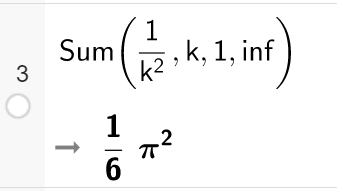 3
Sum(1/k², k, 1, inf)
→ 1/6 π²